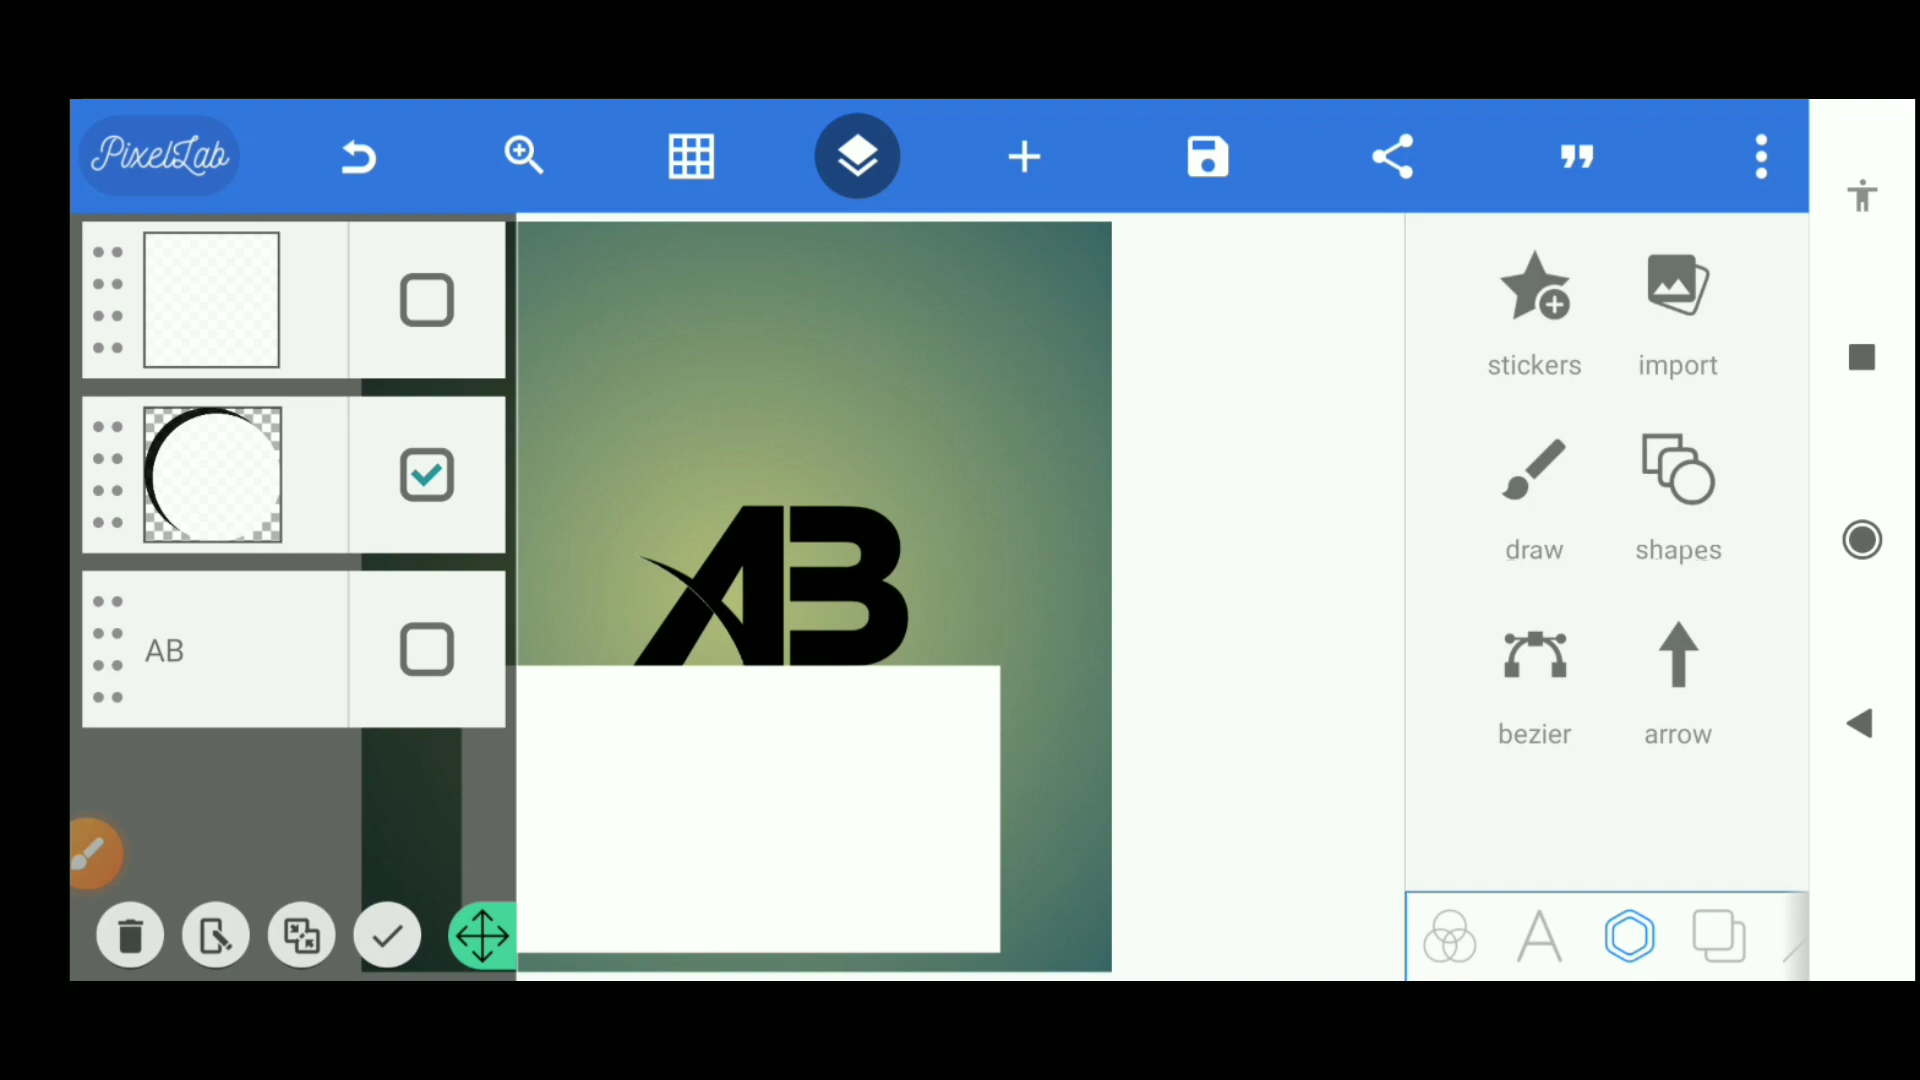 PixelLab
stickers
import
draw
shapes
AB
AB
bezier
arrow